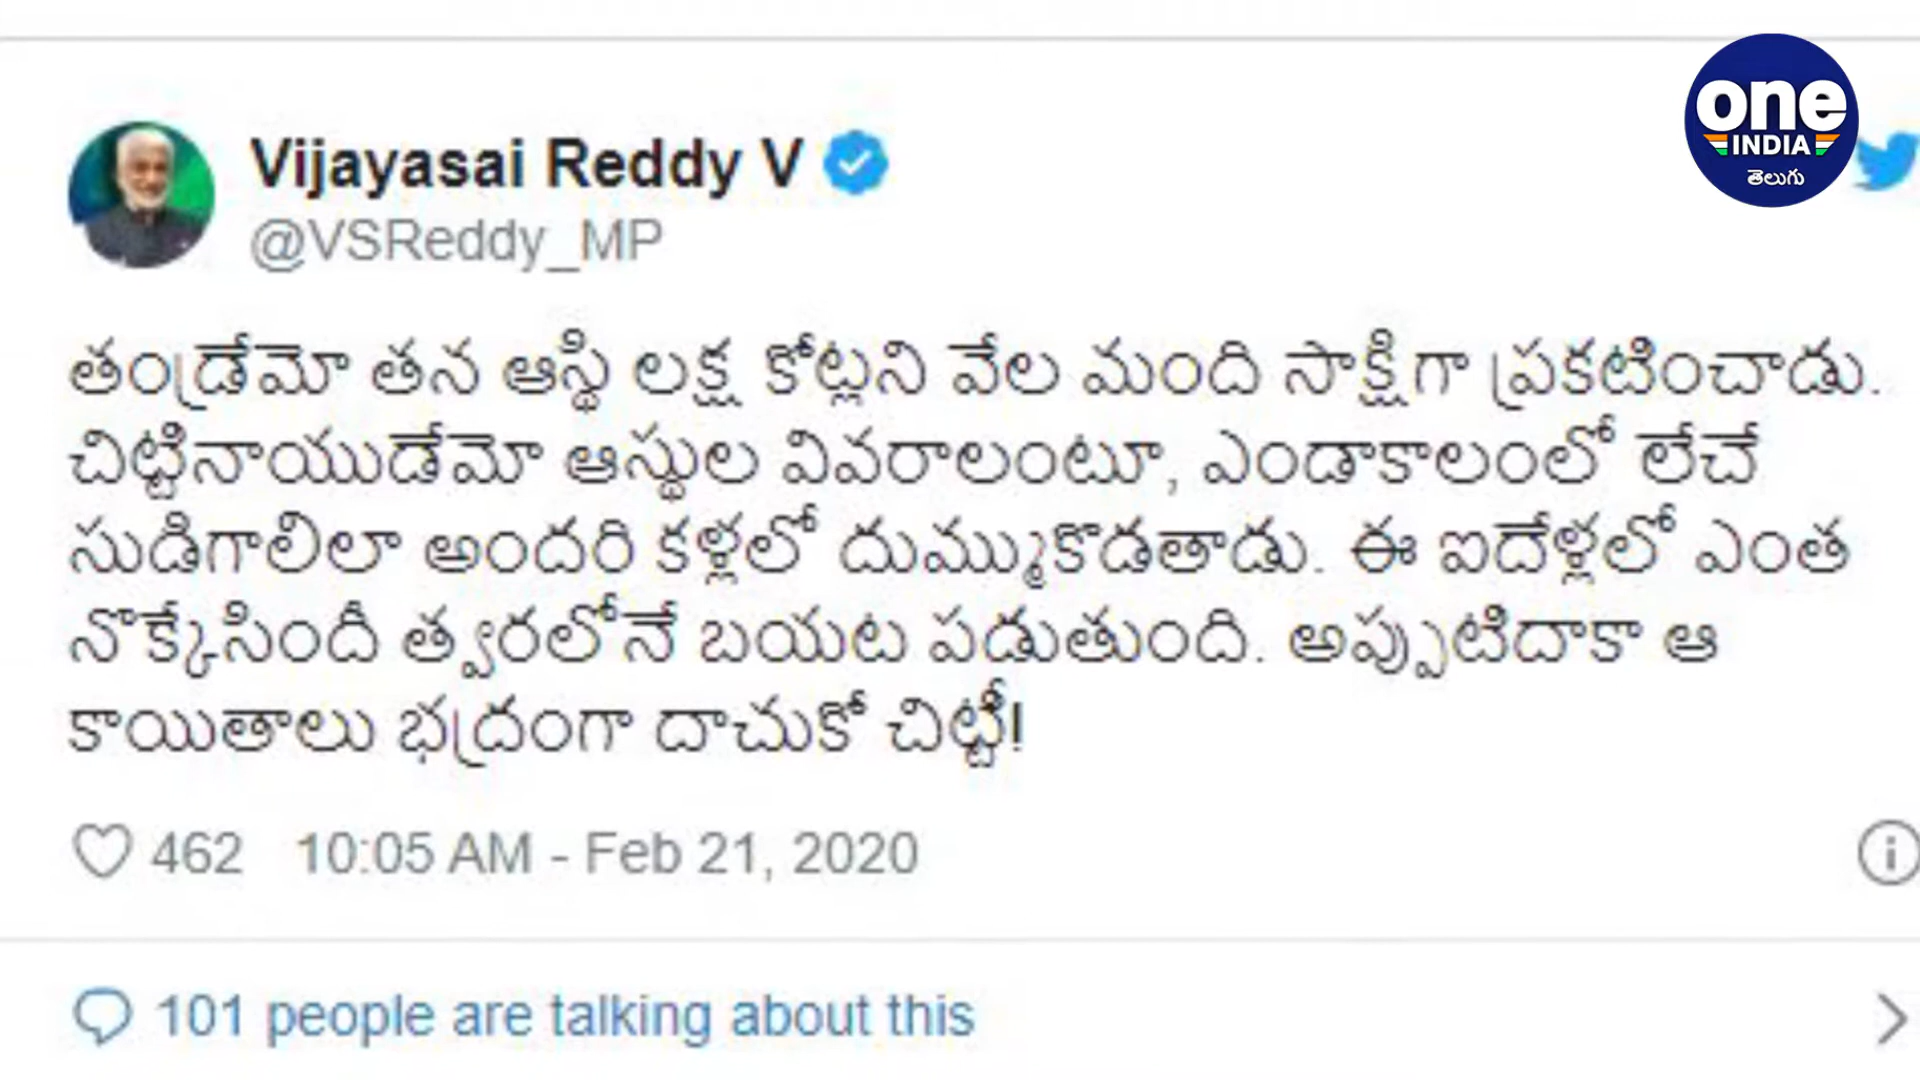 one
INDIA
తెలుగు
Vijayasai Reddy V
@VSReddy_MP
తండ్రేమో తన ఆస్థి లక్ష కోట్లని వేల మంది సాక్షిగా ప్రకటించాడు.
చిట్టినాయుడేమో ఆస్థుల వివరాలంటూ, ఎండాకాలంలో లేచే
సుడిగాలిలా అందరి కళ్లలో దుమ్ముకొడతాడు. ఈ ఐదేళ్లలో ఎంత
నొక్కేసిందీ త్వరలోనే బయట పడుతుంది. అప్పటిదాకా ఆ
కాయితాలు భద్రంగా దాచుకో చిట్టీ!
462 10:05 AM - Feb 21, 2020
101 people are talking about this